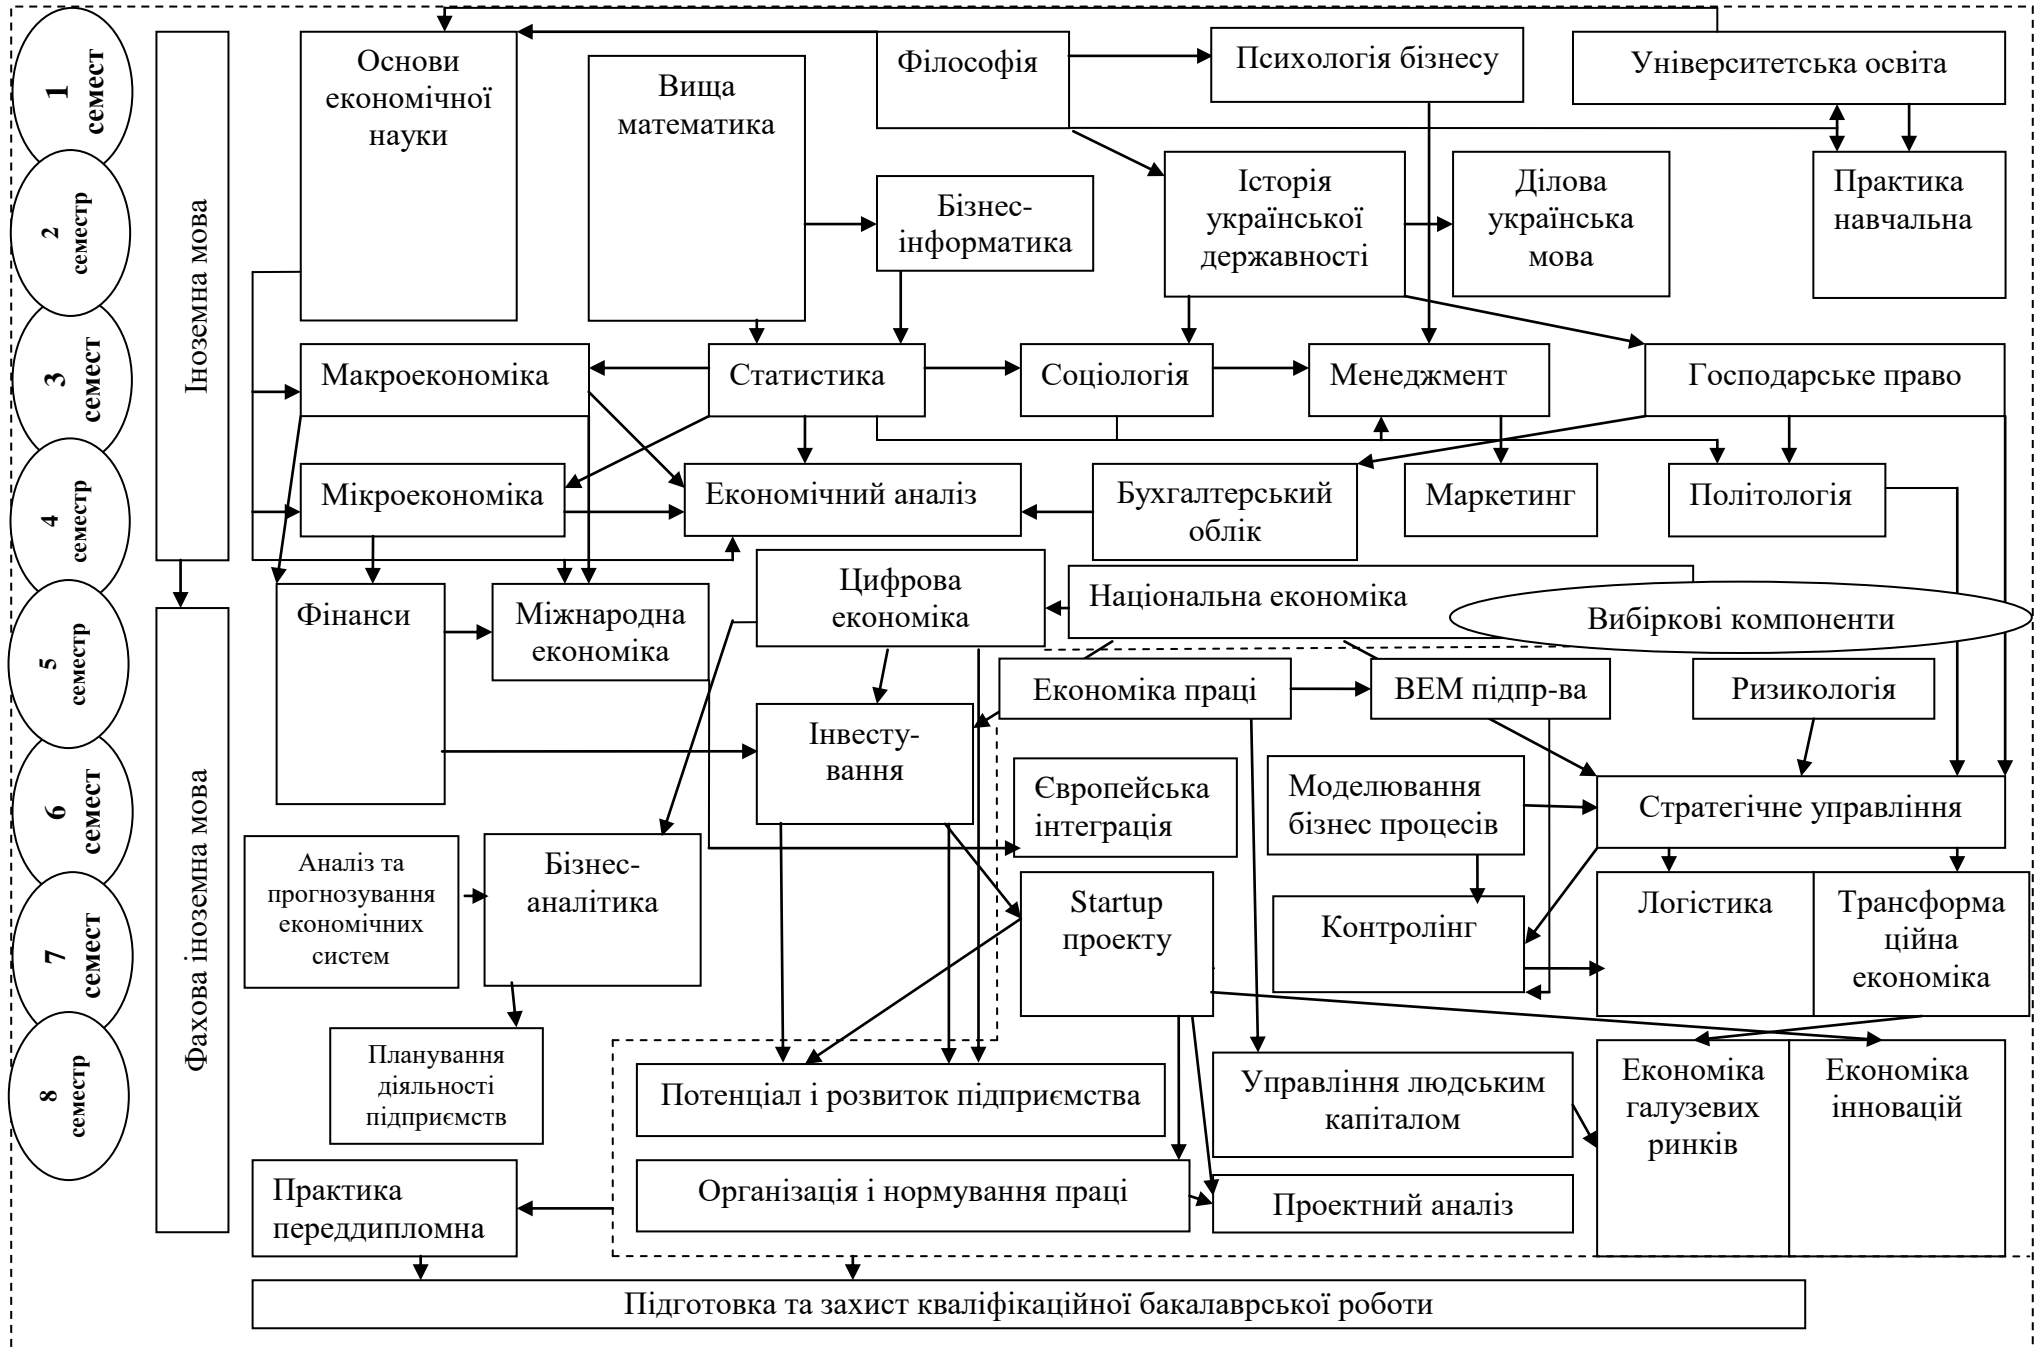 1
семест
2
семестр
3
семест
4
семестр
5
семестр
6
семест
7
семест
8
семестр
Іноземна мова
Фахова іноземна мова
Основи
економічної
науки
Вища
математика
Філософія
Психологія бізнесу
Університетська освіта
Бізнес-
інформатика
Історія
української
державності
Ділова
українська
мова
Практика
навчальна
Макроекономіка
Статистика
Соціологія
Менеджмент
Господарське право
Мікроекономіка
Економічний аналіз
Бухгалтерський
облік
Маркетинг
Політологія
Фінанси
Міжнародна
економіка
Цифрова
економіка
Національна економіка
Вибіркові компоненти
Економіка праці
ВЕМ підпр-ва
Ризикологія
Інвесту-
вання
Європейська
інтеграція
Моделювання
бізнес процесів
Стратегічне управління
Аналіз та
прогнозування
економічних
систем
Бізнес-
аналітика
Startup
проекту
Контролінг
Логістика
Трансформа
ційна
економіка
Планування
діяльності
підприємств
Потенціал і розвиток підприємства
Управління людським
капіталом
Економіка
галузевих
ринків
Економіка
інновацій
Практика
переддипломна
Організація і нормування праці
Проектний аналіз
Підготовка та захист кваліфікаційної бакалаврської роботи